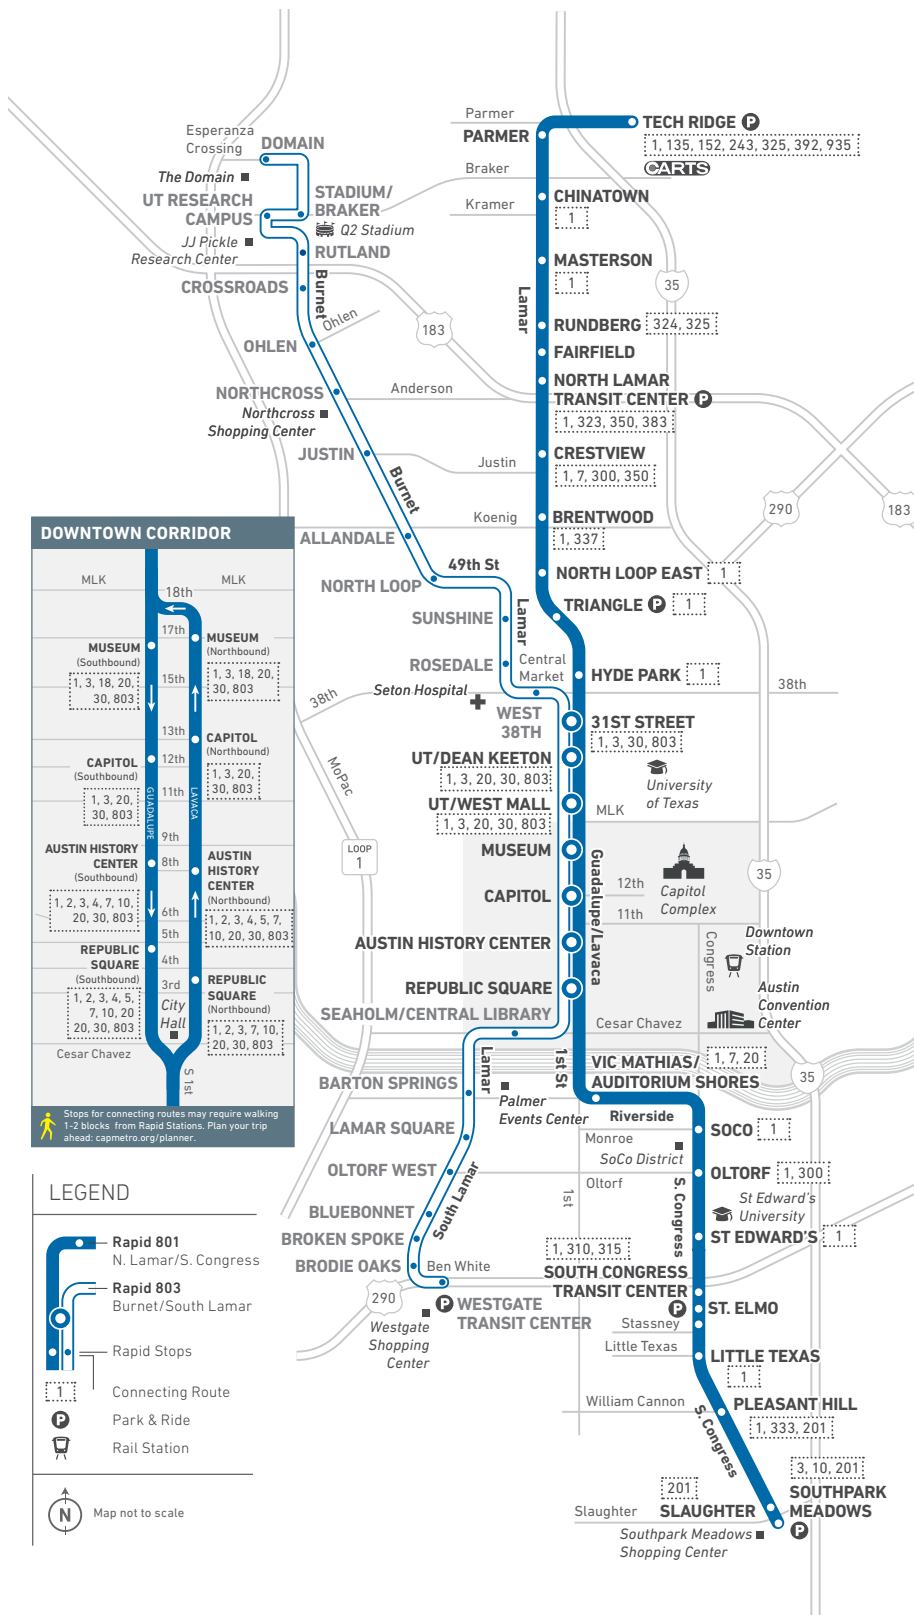 Parmer
TECH RIDGE P
PARMER
1, 135, 152, 243, 325, 392, 935
CARTS
Esperanza
Crossing
DOMAIN
The Domain
Braker
UT RESEARCH
CAMPUS
STADIUM/
BRAKER
Q2 Stadium
Kramer
CHINATOWN
1
JJ Pickle
Research Center
RUTLAND
MASTERSON
1
CROSSROADS
Burnet
Lamar
35
Ohlen
183
RUNDBERG
324, 325
OHLEN
FAIRFIELD
NORTHCROSS
Anderson
NORTH LAMAR
TRANSIT CENTER P
1, 323, 350, 383
Northcross
Shopping Center
JUSTIN
Justin
CRESTVIEW
1, 7, 300, 350
Burnet
290
183
Koenig
BRENTWOOD
1, 337
ALLANDALE
49th St
NORTH LOOP
NORTH LOOP EAST
1
TRIANGLE P
1
SUNSHINE
Lamar
ROSEDALE
Central
Market
HYDE PARK
1
38th
38th
Seton Hospital
WEST
38TH
31ST STREET
1, 3, 30, 803
MoPac
UT/DEAN KEETON
1, 3, 20, 30, 803
University
of Texas
UT/WEST MALL
1, 3, 20, 30, 803
MLK
LOOP
1
MUSEUM
Guadalupe/Lavaca
35
CAPITOL
12th
11th
Capitol
Complex
AUSTIN HISTORY CENTER
Congress
Downtown
Station
REPUBLIC SQUARE
Austin
Convention
Center
SEAHOLM/CENTRAL LIBRARY
Cesar Chavez
Lamar
1st St
VIC MATHIAS/
AUDITORIUM SHORES
1, 7, 20
35
BARTON SPRINGS
Palmer
Events Center
Riverside
LAMAR SQUARE
Monroe
SOCO
1
SoCo District
OLTORF WEST
Oltorf
OLTORF
1, 300
South Lamar
1st
S. Congress
St Edward's
University
BLUEBONNET
BROKEN SPOKE
ST EDWARD'S
1
1, 310, 315
BRODIE OAKS
Ben White
SOUTH CONGRESS
TRANSIT CENTER
P
290
P WESTGATE
TRANSIT CENTER
ST. ELMO
Stassney
Westgate
Shopping
Center
Little Texas
LITTLE TEXAS
1
William Cannon
PLEASANT HILL
1, 333, 201
S. Congress
3, 10, 201
201
SOUTHPARK
MEADOWS
P
Slaughter
SLAUGHTER
Southpark Meadows
Shopping Center
DOWNTOWN CORRIDOR
MLK
MLK
18th
17th
MUSEUM
(Southbound)
1, 3, 18, 20,
30, 803
MUSEUM
(Northbound)
1, 3, 18, 20,
30, 803
15th
13th
CAPITOL
(Southbound)
1, 3, 20,
30, 803
CAPITOL
(Northbound)
1, 3, 20,
30, 803
12th
11th
GUADALUPE
LAVACA
9th
AUSTIN HISTORY
CENTER
(Southbound)
1, 2, 3, 4, 7, 10,
20, 30, 803
8th
AUSTIN
HISTORY
CENTER
(Northbound)
1, 2, 3, 4, 5, 7,
10, 20, 30, 803
6th
5th
REPUBLIC
SQUARE
(Southbound)
1, 2, 3, 4, 5,
7, 10, 20
20, 30, 803
4th
3rd
City
Hall
REPUBLIC
SQUARE
(Northbound)
1, 2, 3, 7, 10,
20, 30, 803
Cesar Chavez
S 1st
Stops for connecting routes may require walking
1-2 blocks from Rapid Stations. Plan your trip
ahead: capmetro.org/planner.
LEGEND
Rapid 801
N. Lamar/S. Congress
Rapid 803
Burnet/South Lamar
Rapid Stops
1
Connecting Route
P
Park & Ride
Rail Station
N
Map not to scale